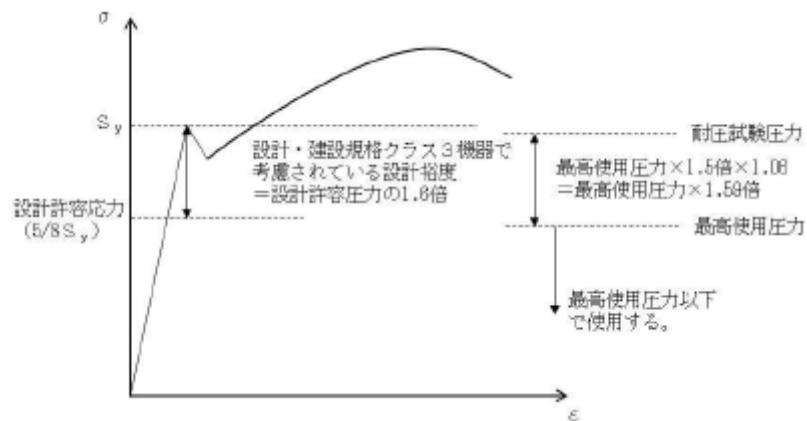 σ
Sy
設計・建設規格クラス3機器で
考慮されている設計裕度
＝設計許容圧力の1.6倍
設計許容応力
(5/8Sy)
耐圧試験圧力
最高使用圧力×1.5倍×1.06
＝最高使用圧力×1.59倍
最高使用圧力
最高使用圧力以下
で使用する。
ε